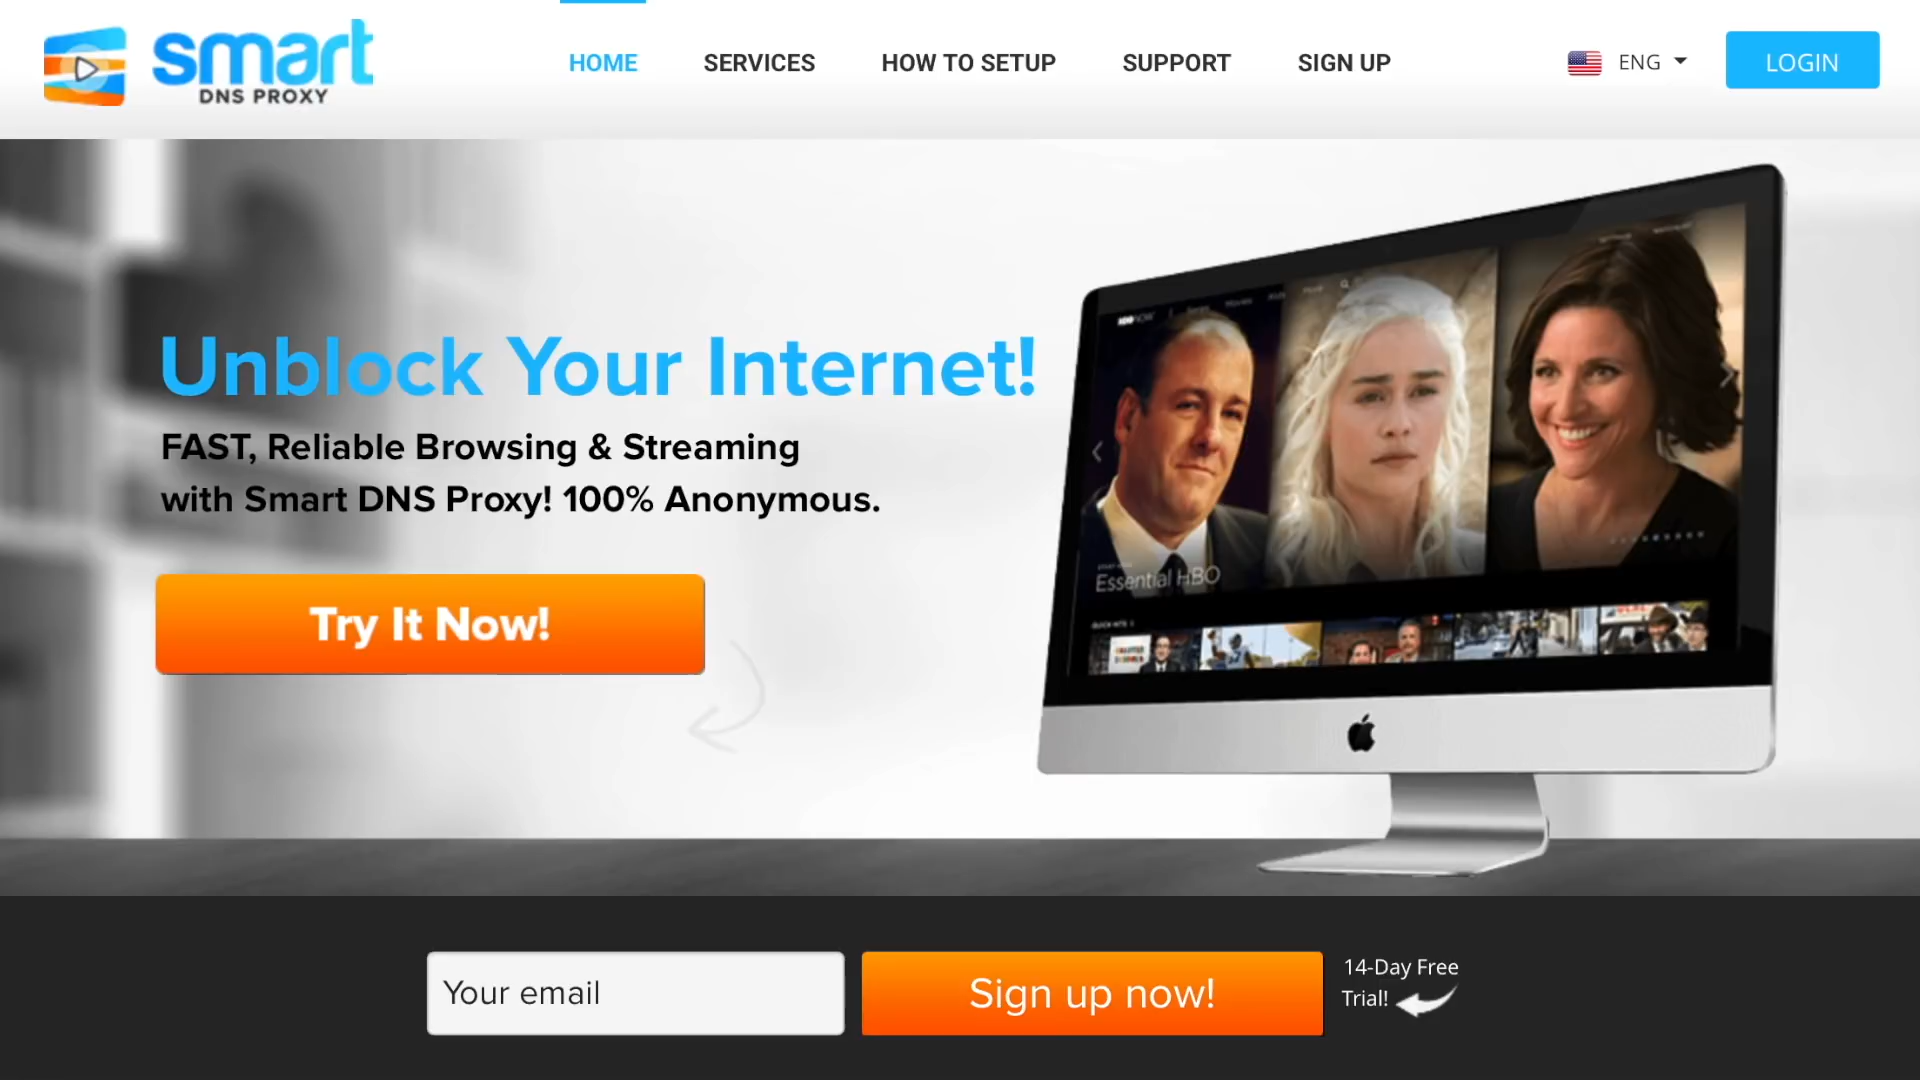 smart
DNS PROXY
HOME
SERVICES
HOW TO SETUP
SUPPORT
SIGN UP
ENG
LOGIN
Unblock Your Internet!
FAST, Reliable Browsing & Streaming
with Smart DNS Proxy! 100% Anonymous.
Try It Now!
HBO NOW
Essential HBO
Your email
Sign up now!
14-Day Free
Trial!